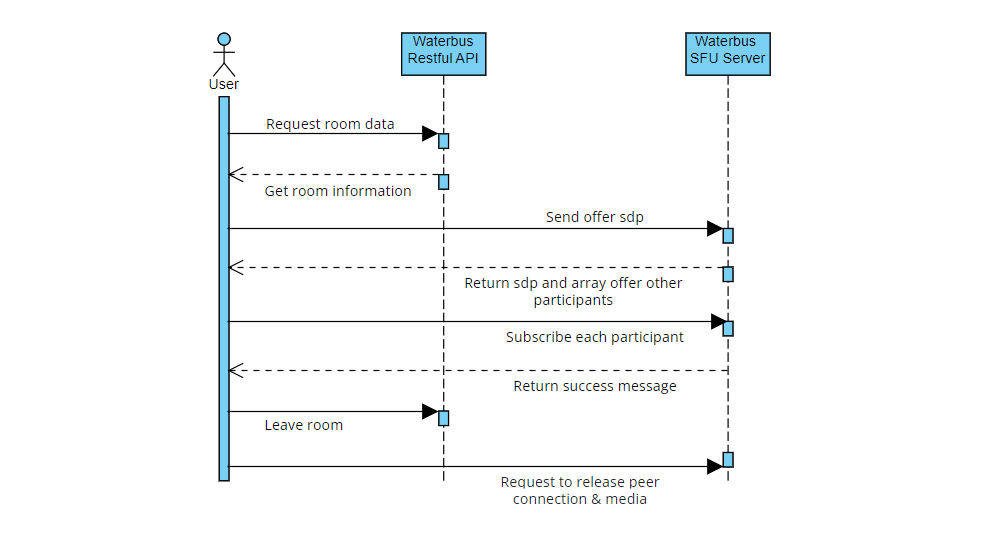 Waterbus
Restful API
Waterbus
SFU Server
User
Request room data
Get room information
Send offer sdp
Return sdp and array offer other
participants
Subscribe each participant
Return success message
Leave room
Request to release peer
connection & media